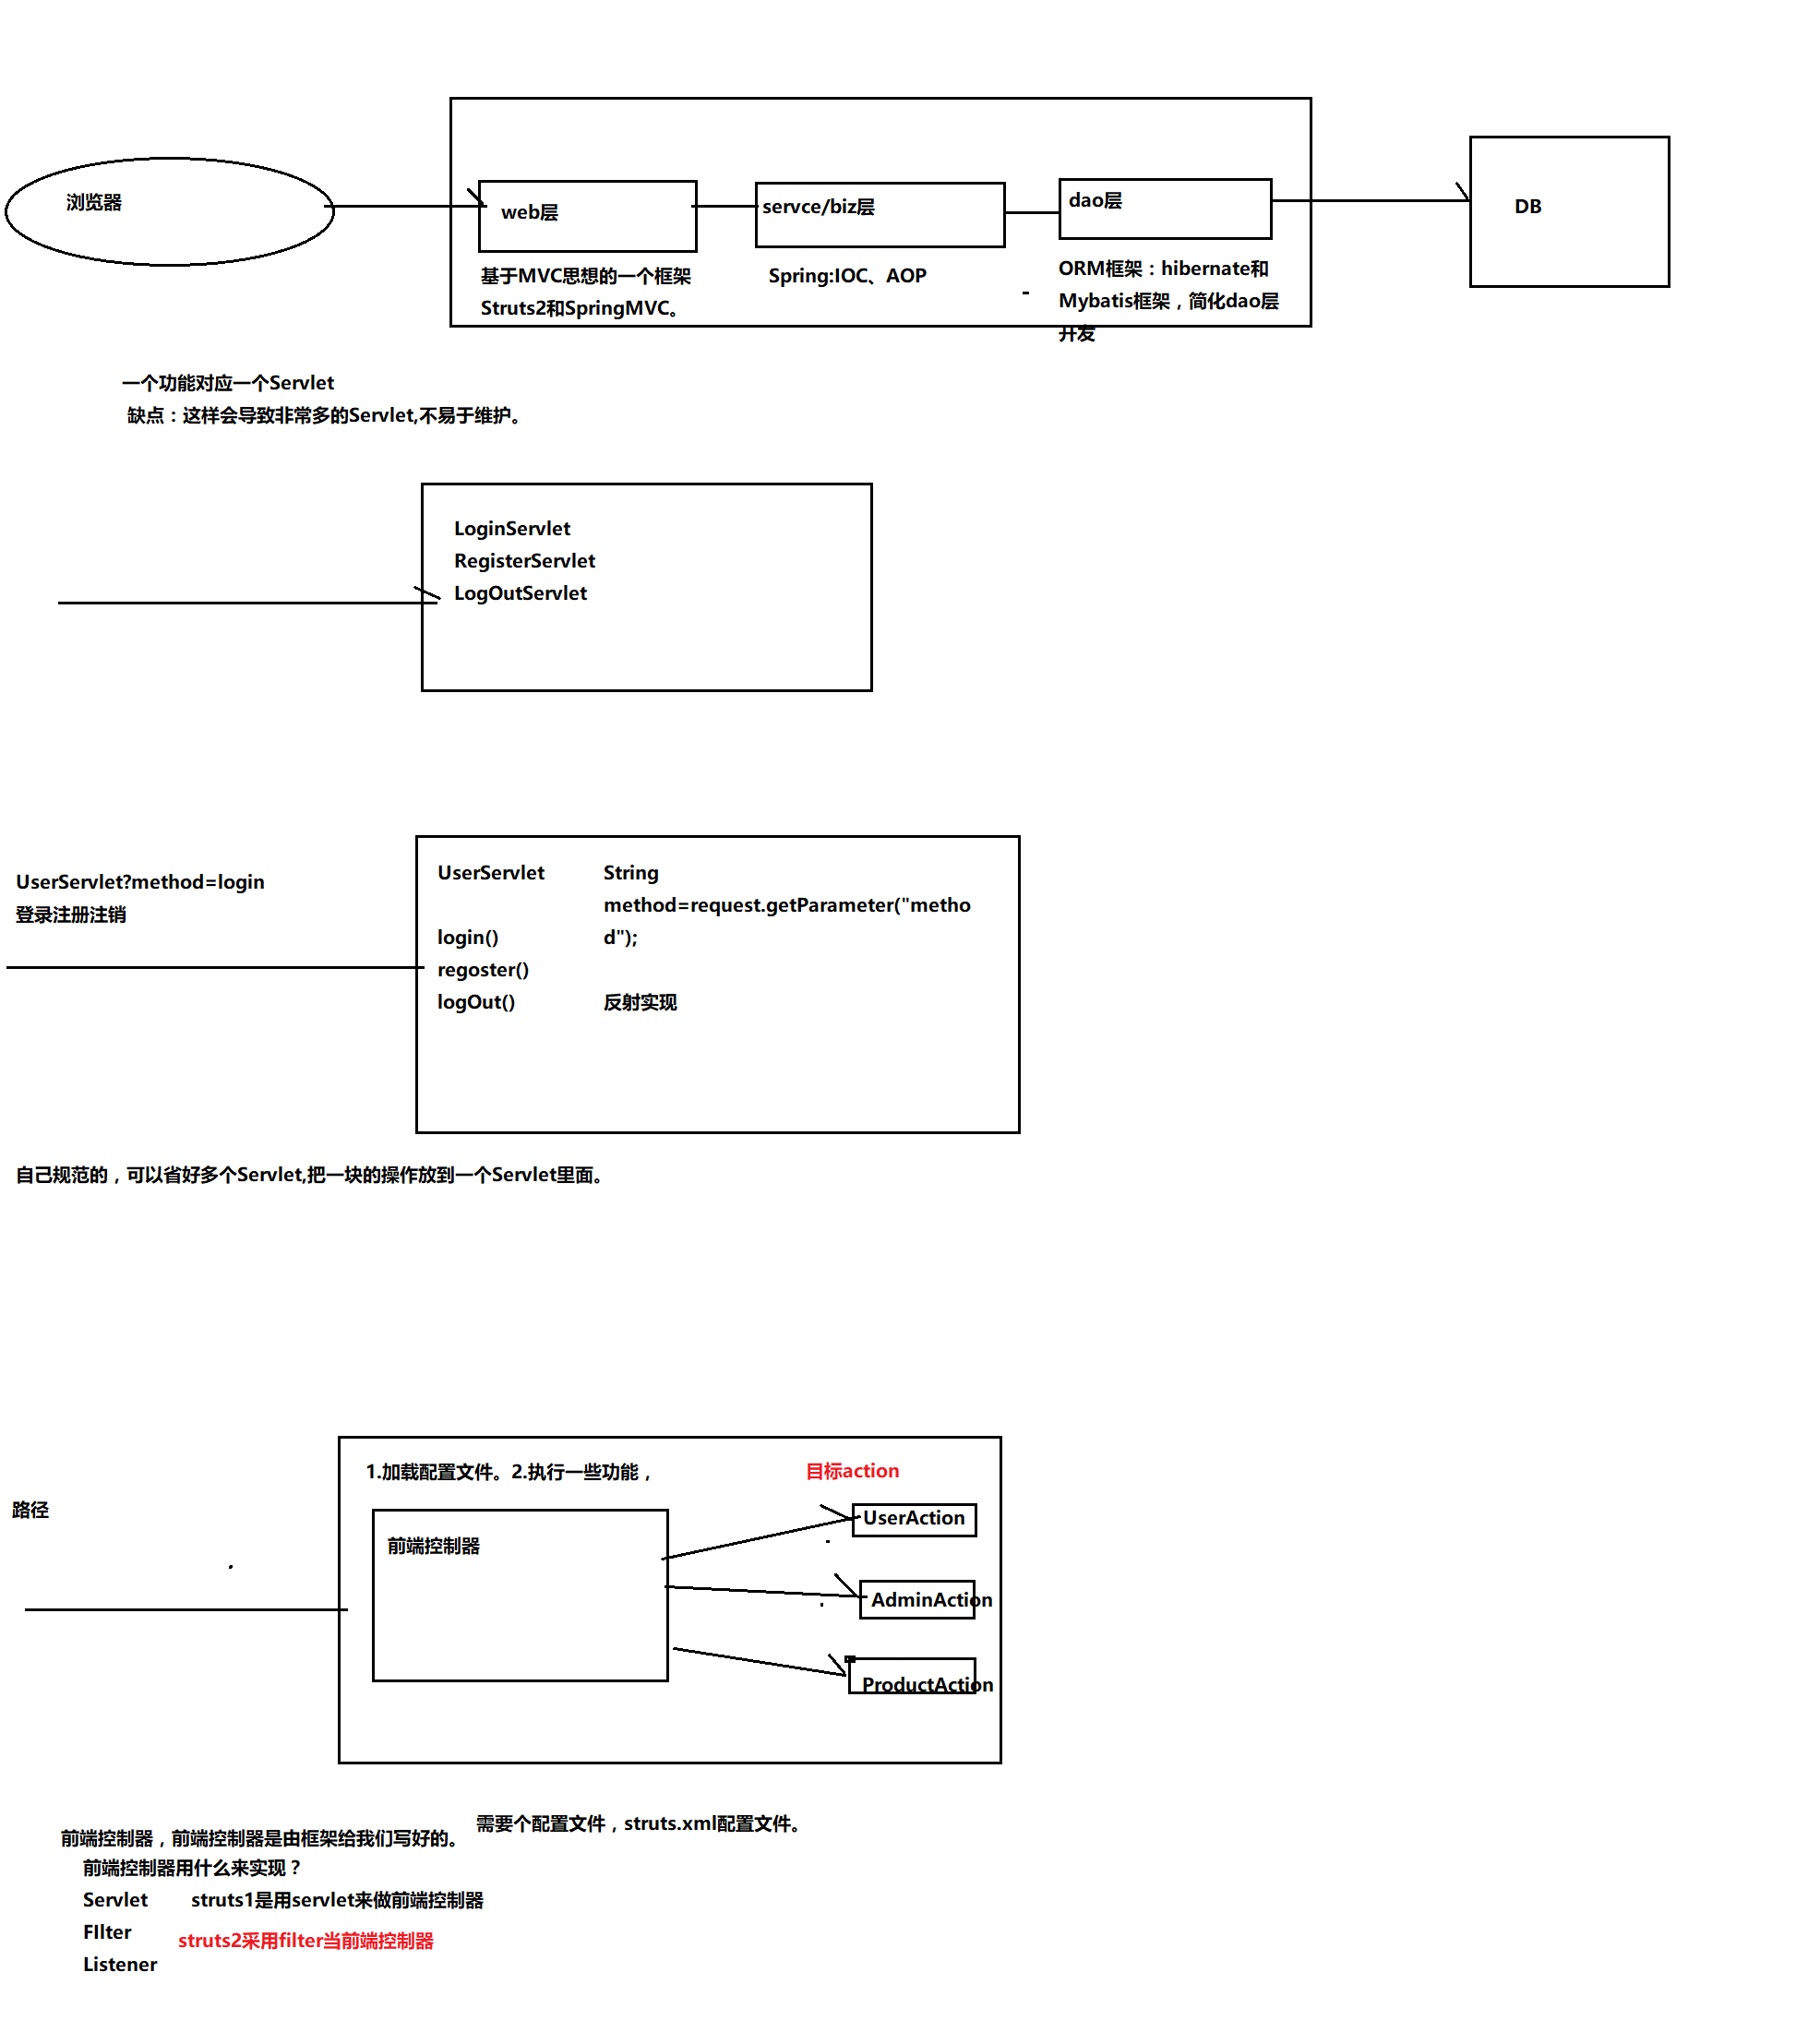 浏览器
web层
servce/biz层
dao层
DB
基于MVC思想的一个框架
Struts2和SpringMVC。
Spring:IOC、AOP
ORM框架：hibernate和
Mybatis框架，简化dao层
开发
一个功能对应一个Servlet
缺点：这样会导致非常多的Servlet,不易于维护。
LoginServlet
RegisterServlet
LogOutServlet
UserServlet?method=login
登录注册注销
UserServlet
login()
regoster()
logOut()
String
method=request.getParameter("metho
d");
反射实现
自己规范的，可以省好多个Servlet,把一块的操作放到一个Servlet里面。
路径
1.加载配置文件。2.执行一些功能，
目标action
前端控制器
UserAction
AdminAction
ProductAction
需要个配置文件，struts.xml配置文件。
前端控制器，前端控制器是由框架给我们写好的。
前端控制器用什么来实现？
Servlet
struts1是用servlet来做前端控制器
FIlter
struts2采用filter当前端控制器
Listener